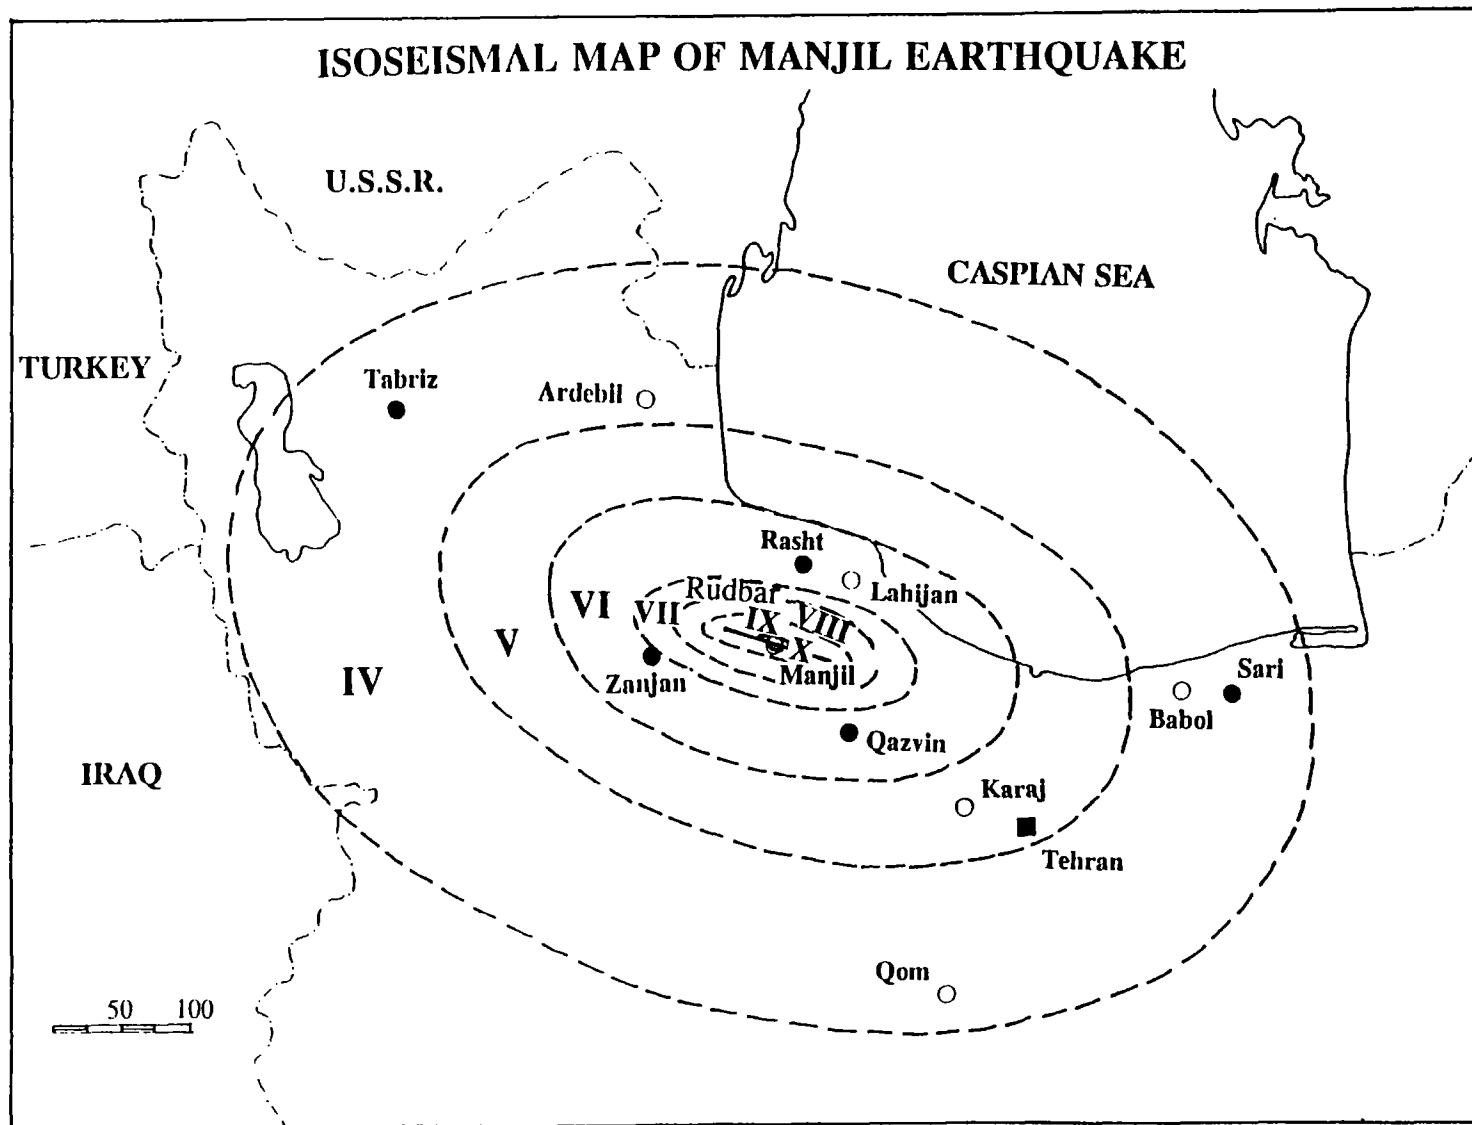 ISOSEISMAL MAP OF MANJIL EARTHQUAKE
U.S.S.R.
CASPIAN SEA
TURKEY
Tabriz
Ardebil
Rasht
Lahijan
Rūdbār
VI
VII
IX
VIII
X
V
IV
Zanjan
Manjil
Sari
Babol
Qazvin
IRAQ
Karaj
Tehran
Qom
50 100